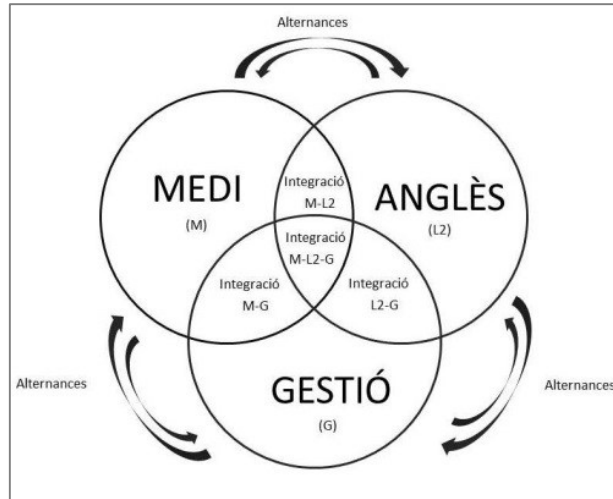 Alternances
MEDI
(M)
ANGLÈS
(L2)
Integració
M-L2
Integració
M-L2-G
Integració
M-G
Integració
L2-G
Alternances
Alternances
GESTIÓ
(G)